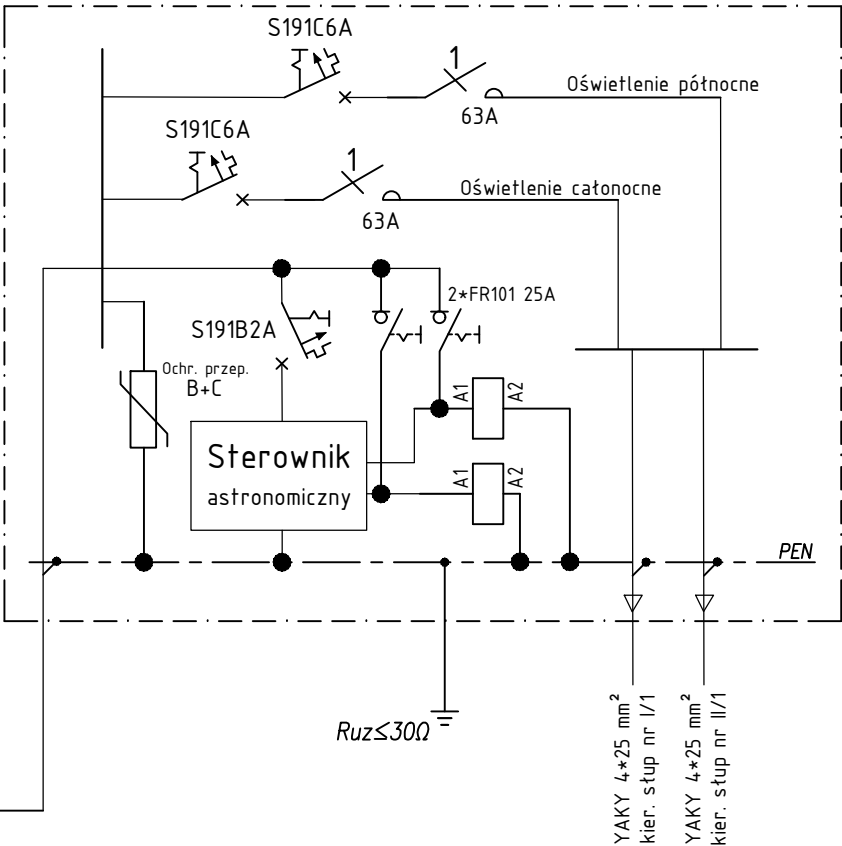 S191C6A
1
Oświetlenie północne
63A
S191C6A
1
Oświetlenie całonocne
63A
2*FR101 25A
S191B2A
Ochr. przep.
B+C
A1
A2
Sterownik
astronomiczny
A1
A2
PEN
Ruz≤30Ω
YAKY 4*25 mm²
kier. słup nr I/1
YAKY 4*25 mm²
kier. słup nr II/1